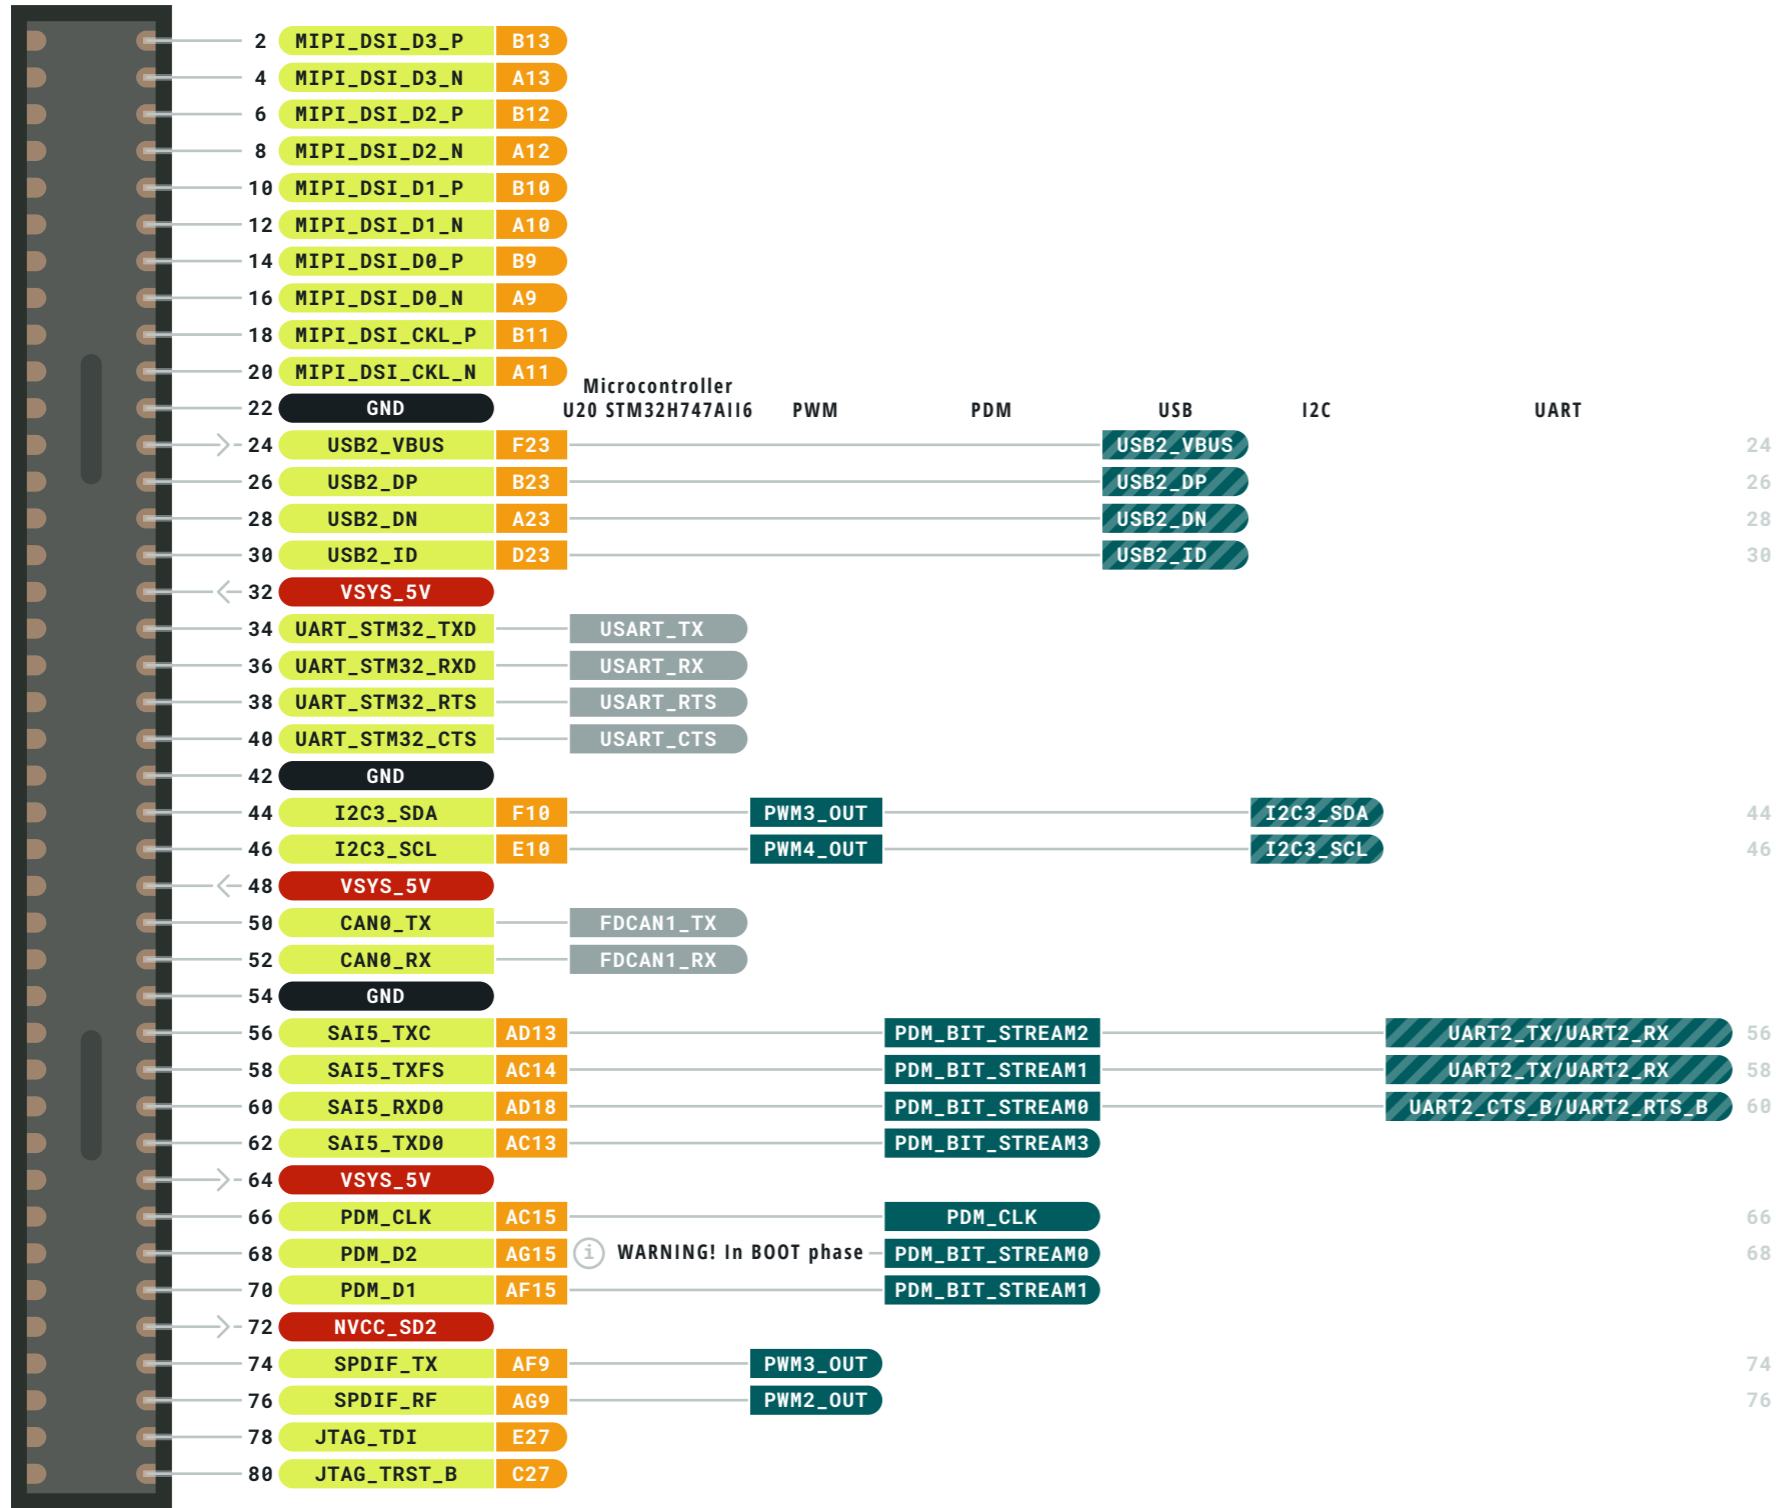 2 MIPI_DSI_D3_P B13
4 MIPI_DSI_D3_N A13
6 MIPI_DSI_D2_P B12
8 MIPI_DSI_D2_N A12
10 MIPI_DSI_D1_P B10
12 MIPI_DSI_D1_N A10
14 MIPI_DSI_D0_P B9
16 MIPI_DSI_D0_N A9
18 MIPI_DSI_CKL_P B11
20 MIPI_DSI_CKL_N A11
Microcontroller
22 GND U20 STM32H747AII6 PWM PDM USB I2C UART
24 USB2_VBUS F23 USB2_VBUS 24
26 USB2_DP B23 USB2_DP 26
28 USB2_DN A23 USB2_DN 28
30 USB2_ID D23 USB2_ID 30
32 VSYS_5V
34 UART_STM32_TXD USART_TX
36 UART_STM32_RXD USART_RX
38 UART_STM32_RTS USART_RTS
40 UART_STM32_CTS USART_CTS
42 GND
44 I2C3_SDA F10 PWM3_OUT I2C3_SDA 44
46 I2C3_SCL E10 PWM4_OUT I2C3_SCL 46
48 VSYS_5V
50 CAN0_TX FDCAN1_TX
52 CAN0_RX FDCAN1_RX
54 GND
56 SAI5_TXC AD13 PDM_BIT_STREAM2 UART2_TX/UART2_RX 56
58 SAI5_TXFS AC14 PDM_BIT_STREAM1 UART2_TX/UART2_RX 58
60 SAI5_RXD0 AD18 PDM_BIT_STREAM0 UART2_CTS_B/UART2_RTS_B 60
62 SAI5_TXD0 AC13 PDM_BIT_STREAM3
64 VSYS_5V
66 PDM_CLK AC15 PDM_CLK 66
68 PDM_D2 AG15 i WARNING! In BOOT phase PDM_BIT_STREAM0 68
70 PDM_D1 AF15 PDM_BIT_STREAM1
72 NVCC_SD2
74 SPDIF_TX AF9 PWM3_OUT 74
76 SPDIF_RF AG9 PWM2_OUT 76
78 JTAG_TDI E27
80 JTAG_TRST_B C27